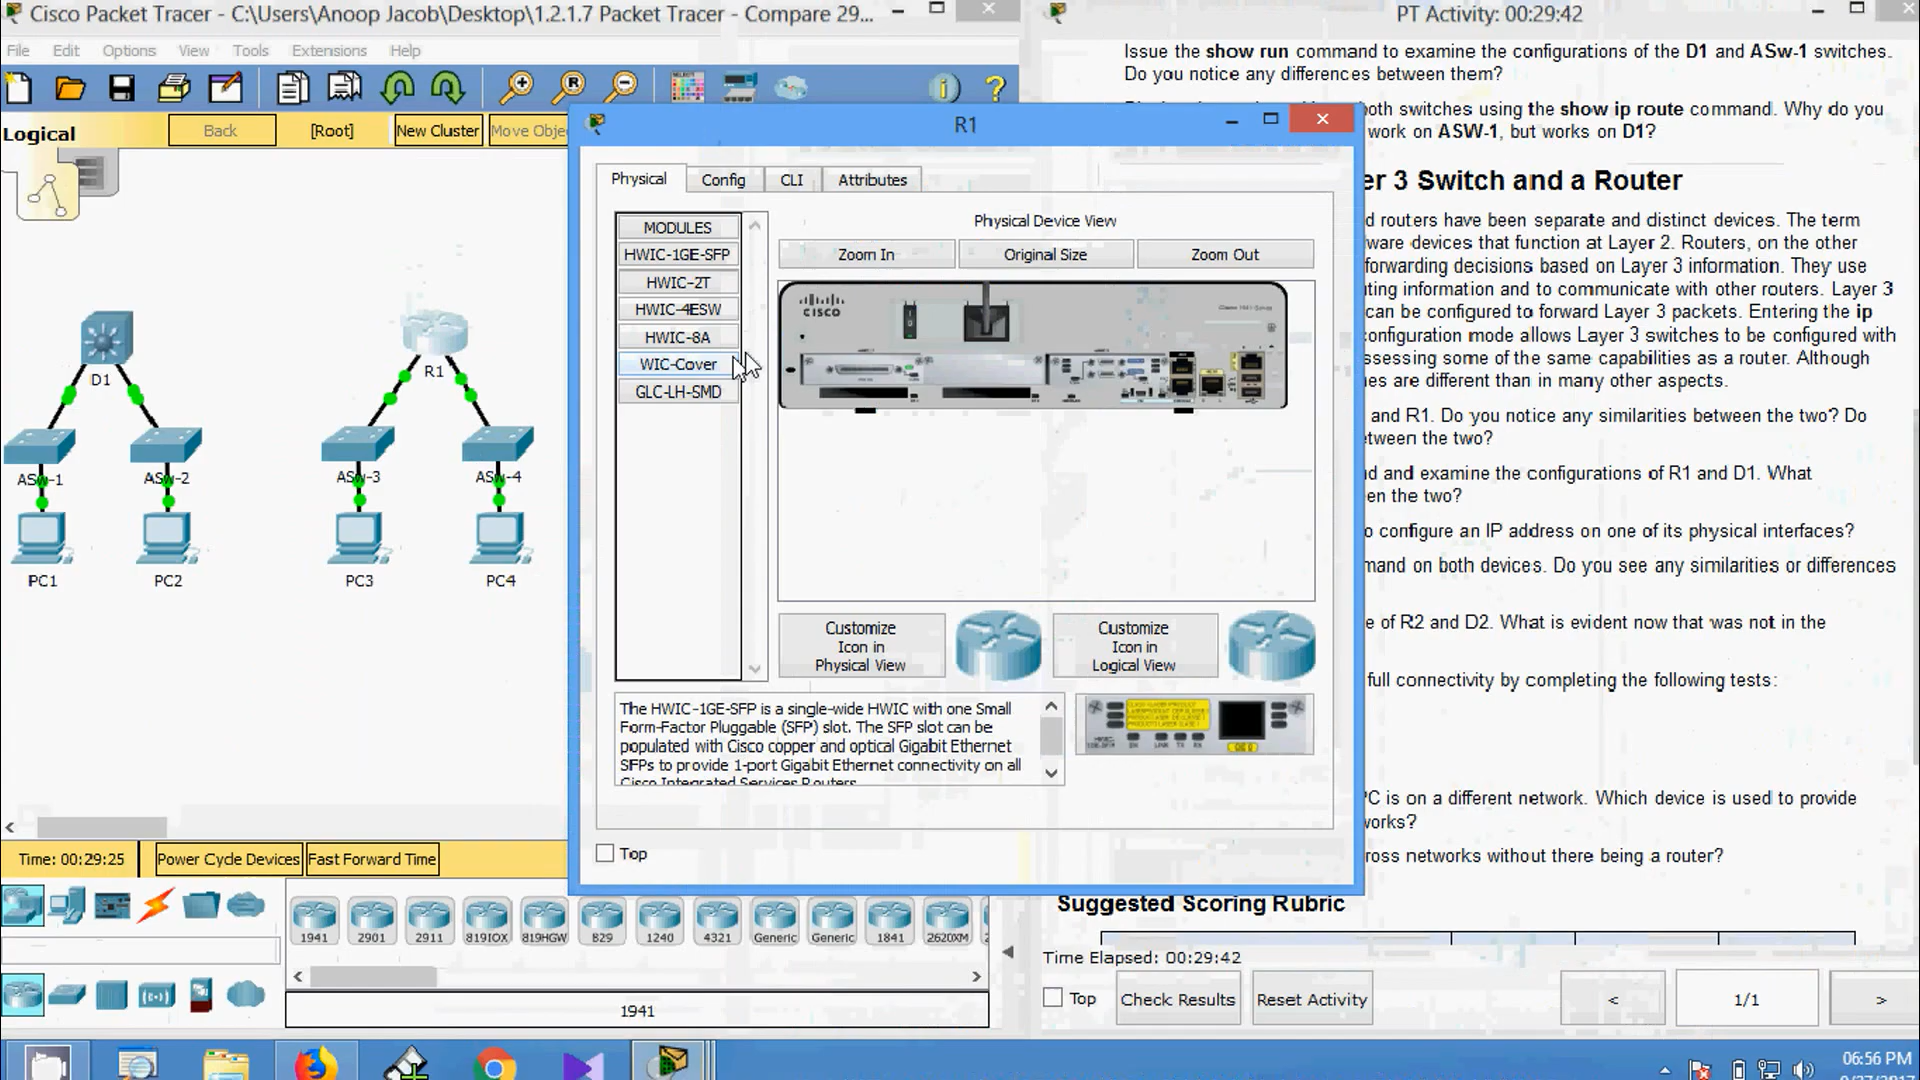 Cisco Packet Tracer - C:\Users\Anoop Jacob\Desktop\1.2.1.7 Packet Tracer - Compare 29...
File Edit Options View Tools Extensions Help
Logical
Back
[Root]
New Cluster
Move Obje
D1
R1
ASw-1
ASw-2
ASw-3
ASw-4
PC1
PC2
PC3
PC4
Time: 00:29:25
Power Cycle Devices
Fast Forward Time
1941
2901
2911
819IOX
819HGW
829
1240
4321
Generic
Generic
1841
2620XM
1941
R1
Physical
Config
CLI
Attributes
MODULES
HWIC-1GE-SFP
HWIC-2T
HWIC-4ESW
HWIC-8A
WIC-Cover
GLC-LH-SMD
Physical Device View
Zoom In
Original Size
Zoom Out
CISCO
Customize
Icon in
Physical View
Customize
Icon in
Logical View
The HWIC-1GE-SFP is a single-wide HWIC with one Small
Form-Factor Pluggable (SFP) slot. The SFP slot can be
populated with Cisco copper and optical Gigabit Ethernet
SFPs to provide 1-port Gigabit Ethernet connectivity on all
Cisco Integrated Services Routers.
Top
PT Activity: 00:29:42
Issue the show run command to examine the configurations of the D1 and ASw-1 switches.
Do you notice any differences between them?
both switches using the show ip route command. Why do you
work on ASW-1, but works on D1?
er 3 Switch and a Router
d routers have been separate and distinct devices. The term
ware devices that function at Layer 2. Routers, on the other
forwarding decisions based on Layer 3 information. They use
uting information and to communicate with other routers. Layer 3
can be configured to forward Layer 3 packets. Entering the ip
onfiguration mode allows Layer 3 switches to be configured with
ssessing some of the same capabilities as a router. Although
es are different than in many other aspects.
and R1. Do you notice any similarities between the two? Do
etween the two?
d and examine the configurations of R1 and D1. What
en the two?
o configure an IP address on one of its physical interfaces?
mand on both devices. Do you see any similarities or differences
e of R2 and D2. What is evident now that was not in the
full connectivity by completing the following tests:
PC is on a different network. Which device is used to provide
works?
ross networks without there being a router?
Suggested Scoring Rubric
Time Elapsed: 00:29:42
Top
Check Results
Reset Activity
<
1/1
>
06:56 PM